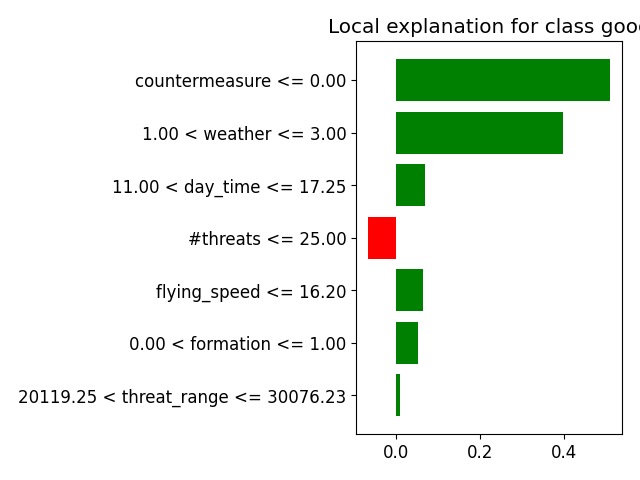 Local explanation for class good
countermeasure <= 0.00
1.00 < weather <= 3.00
11.00 < day_time <= 17.25
#threats <= 25.00
flying_speed <= 16.20
0.00 < formation <= 1.00
20119.25 < threat_range <= 30076.23
0.0 0.2 0.4